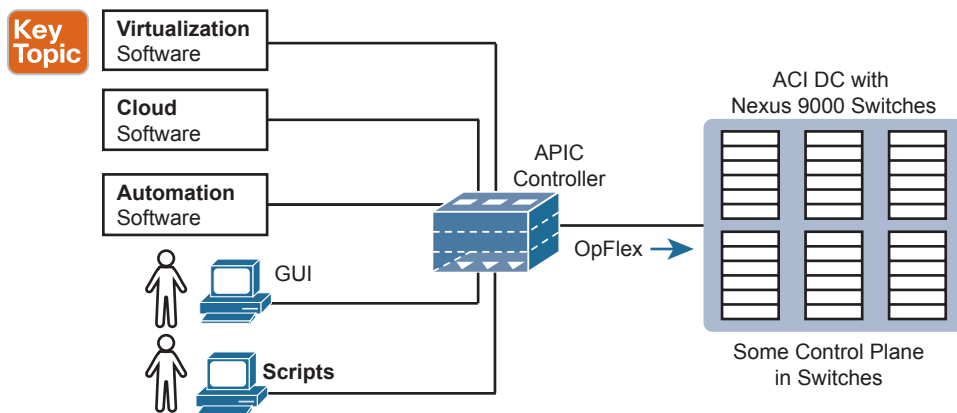 Key
Topic
Virtualization
Software
Cloud
Software
Automation
Software
GUI
Scripts
APIC
Controller
OpFlex
ACI DC with
Nexus 9000 Switches
Some Control Plane
in Switches